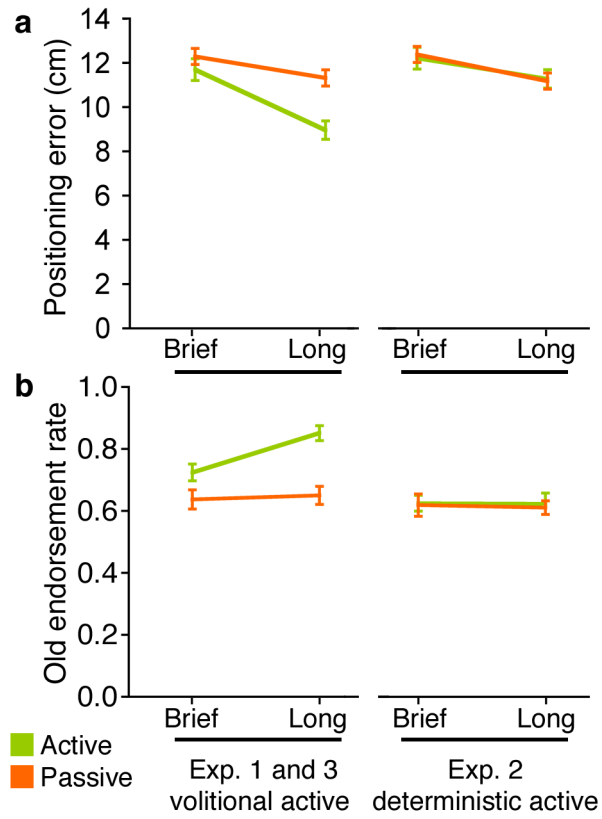 a
Positioning error (cm)
14
12
10
8
6
4
2
0
Brief Long Brief Long
b
Old endorsement rate
1.0
0.8
0.6
0.4
0.2
0.0
Brief Long Brief Long
Active
Passive
Exp. 1 and 3
volitional active
Exp. 2
deterministic active